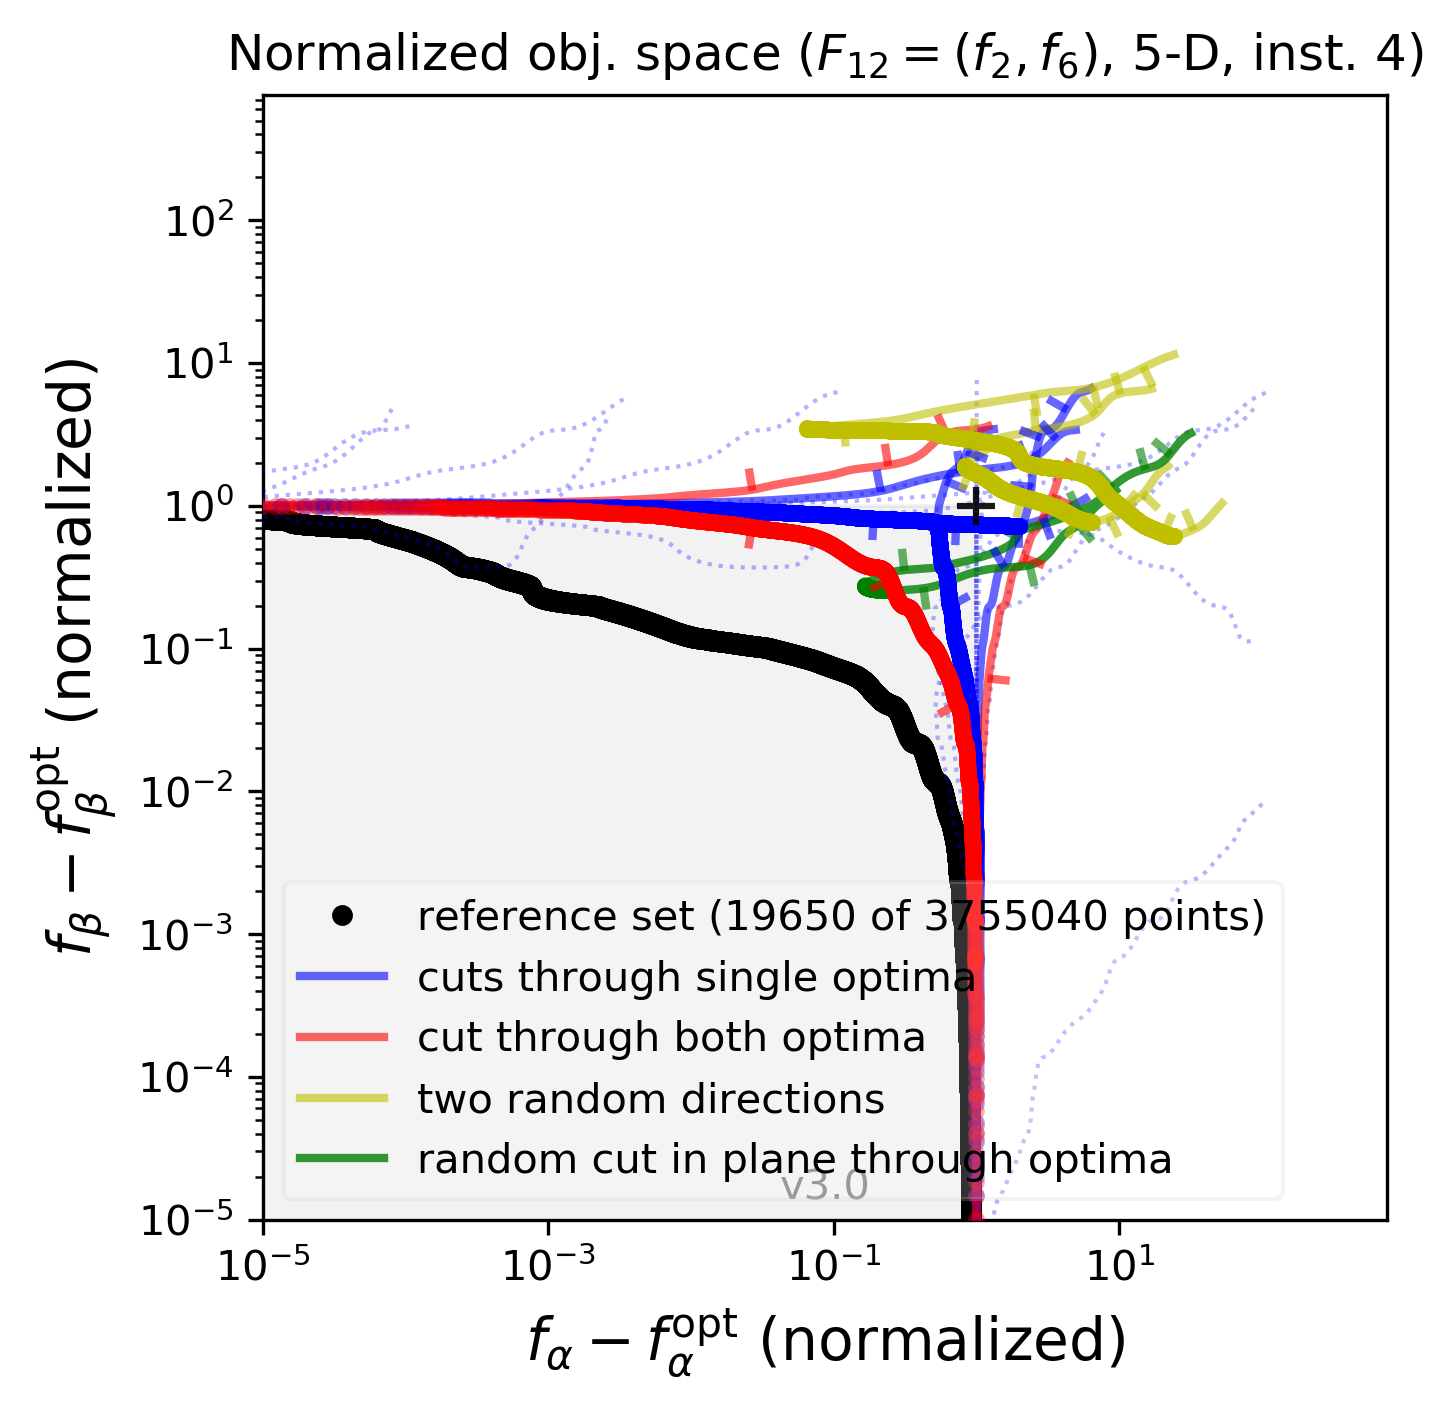 Normalized obj. space (F₁₂ = (f₂, f₆), 5-D, inst. 4)
10²
10¹
10⁰
10⁻¹
10⁻²
10⁻³
10⁻⁴
10⁻⁵
f_β − f_β^opt (normalized)
reference set (19650 of 3755040 points)
cuts through single optima
cut through both optima
two random directions
random cut in plane through optima
v3.0
10⁻⁵ 10⁻³ 10⁻¹ 10¹
f_α − f_α^opt (normalized)